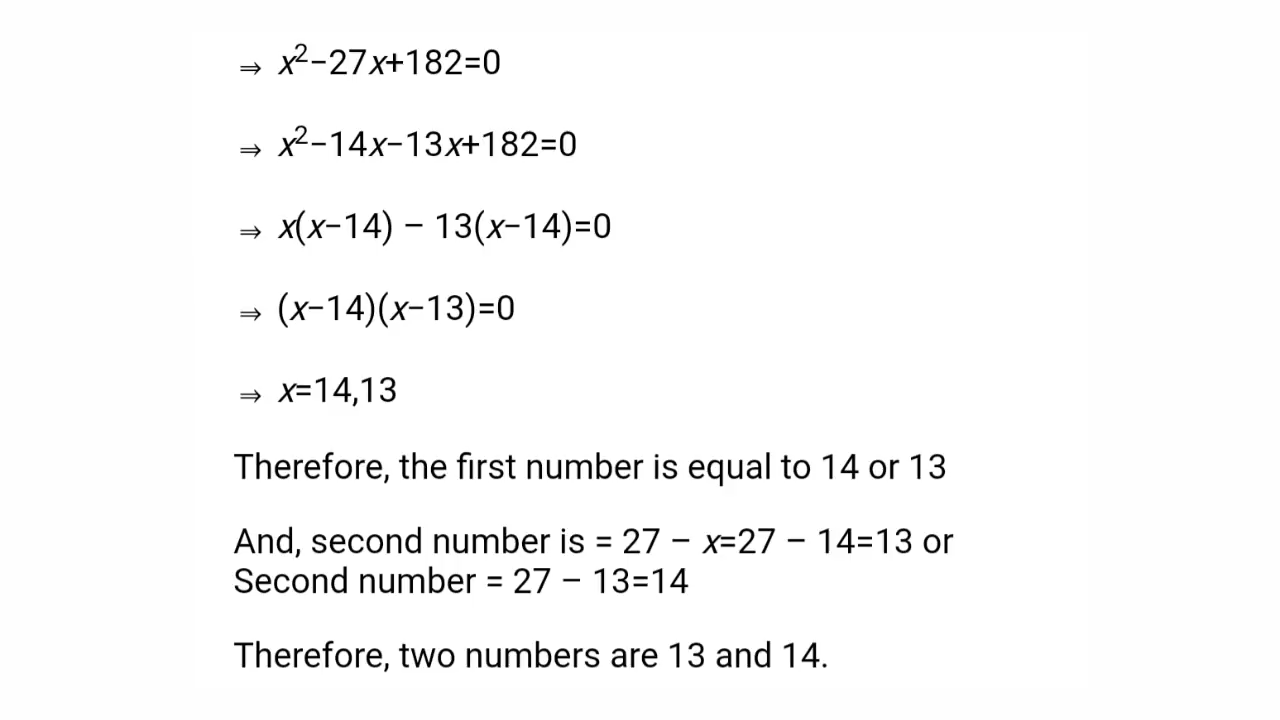 ⇒ x²−27x+182=0
⇒ x²−14x−13x+182=0
⇒ x(x−14) − 13(x−14)=0
⇒ (x−14)(x−13)=0
⇒ x=14,13
Therefore, the first number is equal to 14 or 13
And, second number is = 27 − x=27 − 14=13 or
Second number = 27 − 13=14
Therefore, two numbers are 13 and 14.